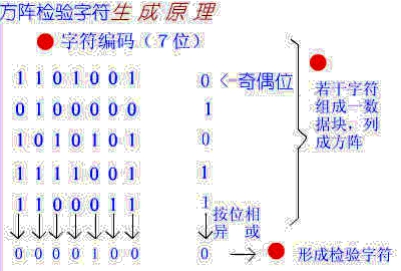 方阵检验字符生成原理
字符编码（7位）
1 1 0 1 0 0 1 0 <-奇偶位
0 1 0 0 0 0 0 1
1 0 1 0 1 0 1 0
1 1 1 1 0 0 1 1
1 1 0 0 0 1 1 1
0 0 0 0 1 0 0 0
按位相
异 或
若干字符
组成一数
据块，列
成方阵
形成检验字符